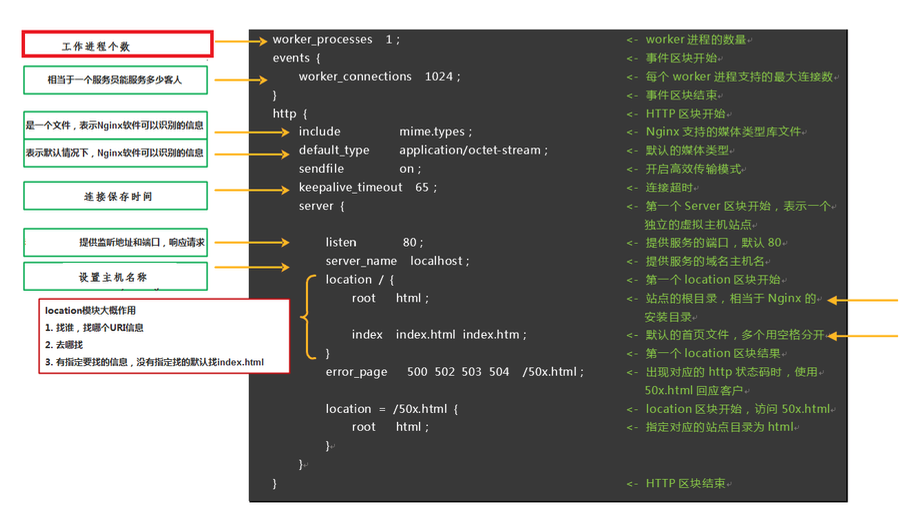 工作进程个数
相当于一个服务员能服务多少客人
是一个文件，表示Nginx软件可以识别的信息
表示默认情况下，Nginx软件可以识别的信息
连接保存时间
提供监听地址和端口，响应请求
设置主机名称
location模块大概作用
1. 找谁，找哪个URI信息
2. 去哪找
3. 有指定要找的信息，没有指定找的默认找index.html
worker_processes 1 ; <- worker 进程的数量
events { <- 事件区块开始
worker_connections 1024 ; <- 每个 worker 进程支持的最大连接数
} <- 事件区块结束
http { <- HTTP 区块开始
include mime.types ; <- Nginx 支持的媒体类型库文件
default_type application/octet-stream ; <- 默认的媒体类型
sendfile on ; <- 开启高效传输模式
keepalive_timeout 65 ; <- 连接超时
server { <- 第一个 Server 区块开始，表示一个
独立的虚拟主机站点
listen 80 ; <- 提供服务的端口，默认 80
server_name localhost ; <- 提供服务的域名主机名
location / { <- 第一个 location 区块开始
root html ; <- 站点的根目录，相当于 Nginx 的
安装目录
index index.html index.htm ; <- 默认的首页文件，多个用空格分开
} <- 第一个 location 区块结果
error_page 500 502 503 504 /50x.html ; <- 出现对应的 http 状态码时，使用
50x.html 回应客户
location = /50x.html { <- location 区块开始，访问 50x.html
root html ; <- 指定对应的站点目录为 html
}
}
} <- HTTP 区块结束